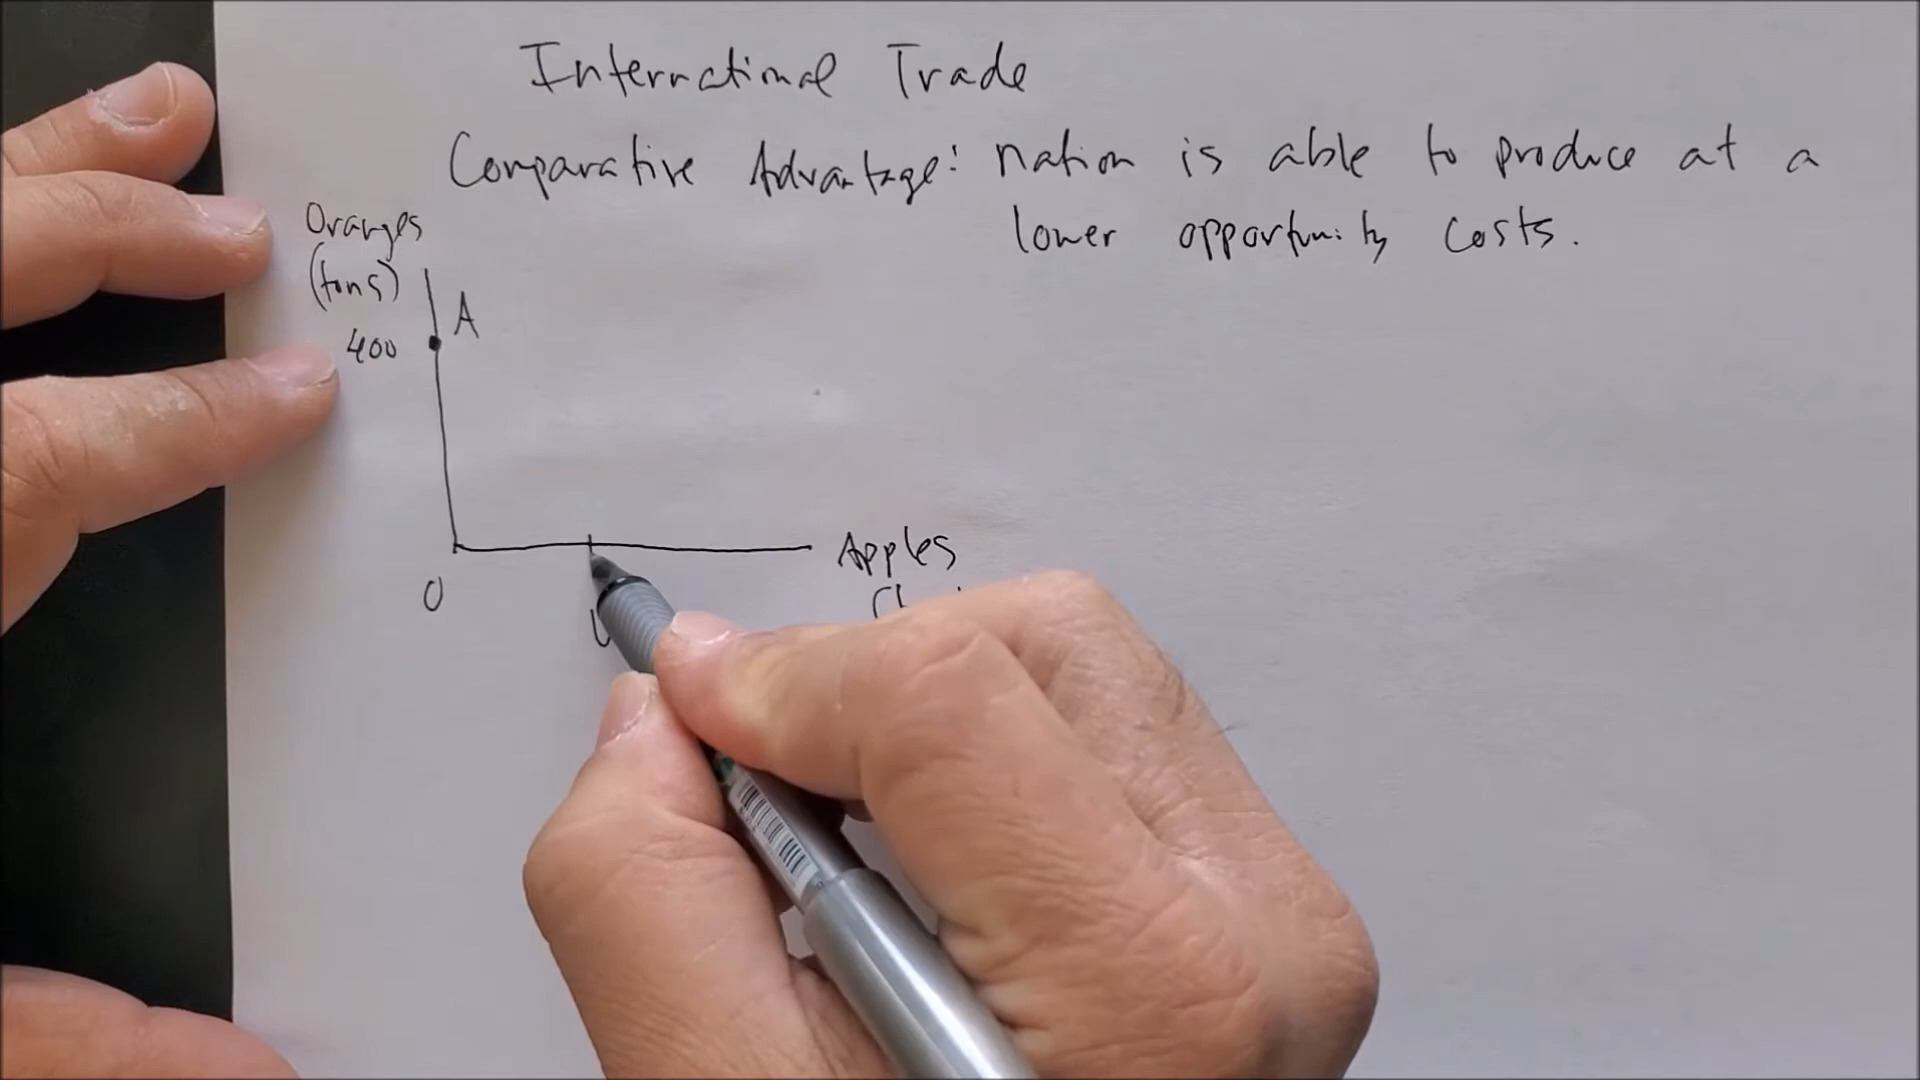 International Trade
Comparative Advantage: nation is able to produce at a
lower opportunity costs.
Oranges
(tons)
A
400
Apples
0